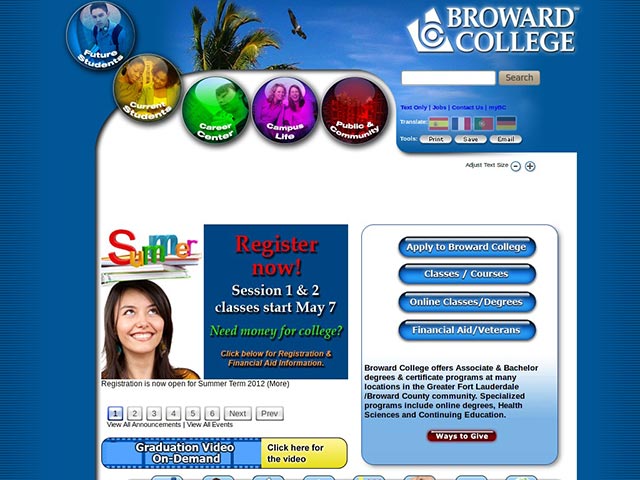 BROWARD
COLLEGE
Future
Students
Current
Students
Career
Center
Campus
Life
Public &
Community
Search
Text Only | Jobs | Contact Us | myBC
Translate:
Tools: Print Save Email
Adjust Text Size
Summer
Register
now!
Session 1 & 2
classes start May 7
Need money for college?
Click below for Registration &
Financial Aid Information.
Registration is now open for Summer Term 2012 (More)
1 2 3 4 5 6 Next Prev
View All Announcements | View All Events
Graduation Video
On-Demand
Click here for
the video
Apply to Broward College
Classes / Courses
Online Classes/Degrees
Financial Aid/Veterans
Broward College offers Associate & Bachelor
degrees & certificate programs at many
locations in the Greater Fort Lauderdale
/Broward County community. Specialized
programs include online degrees, Health
Sciences and Continuing Education.
Ways to Give